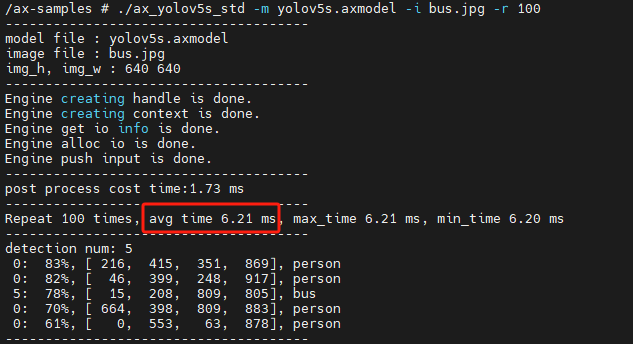 /ax-samples # ./ax_yolov5s_std -m yolov5s.axmodel -i bus.jpg -r 100
--------------------------------------
model file : yolov5s.axmodel
image file : bus.jpg
img_h, img_w : 640 640
--------------------------------------
Engine creating handle is done.
Engine creating context is done.
Engine get io info is done.
Engine alloc io is done.
Engine push input is done.
--------------------------------------
post process cost time:1.73 ms
--------------------------------------
Repeat 100 times, avg time 6.21 ms, max_time 6.21 ms, min_time 6.20 ms
--------------------------------------
detection num: 5
 0:  83%, [ 216,  415,  351,  869], person
 0:  82%, [  46,  399,  248,  917], person
 5:  78%, [  15,  208,  809,  805], bus
 0:  70%, [ 664,  398,  809,  883], person
 0:  61%, [   0,  553,   63,  878], person
--------------------------------------